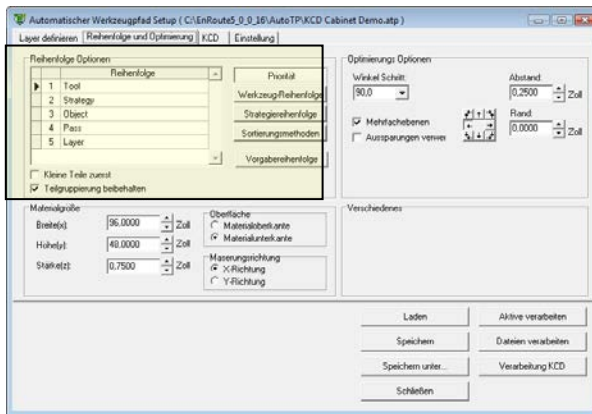 Automatischer Werkzeugpfad Setup ( C:\EnRoute5_0_0_16\AutoTP\KCD Cabinet Demo.atp )
Layer definieren Reihenfolge und Optimierung KCD Einstellung
Reihenfolge Optionen
Reihenfolge
1 Tool
2 Strategy
3 Object
4 Pass
5 Layer
Priorität
Werkzeug-Reihenfolge
Strategiereihenfolge
Sortierungsmethoden
Vorgabereihenfolge
Kleine Teile zuerst
Teilgruppierung beibehalten
Optimierungs Optionen
Winkel Schritt:
90,0
Abstand:
0,2500 Zoll
Mehrfachebenen
Aussparungen verwer
Rand:
0,0000 Zoll
Materialgröße
Breite(x): 96,0000 Zoll
Höhe(y): 48,0000 Zoll
Stärke(z): 0,7500 Zoll
Oberfläche
Materialoberkante
Materialunterkante
Maserungsrichtung
X-Richtung
Y-Richtung
Verschiedenes
Laden Aktive verarbeiten
Speichern Dateien verarbeiten
Speichern unter... Verarbeitung KCD
Schließen